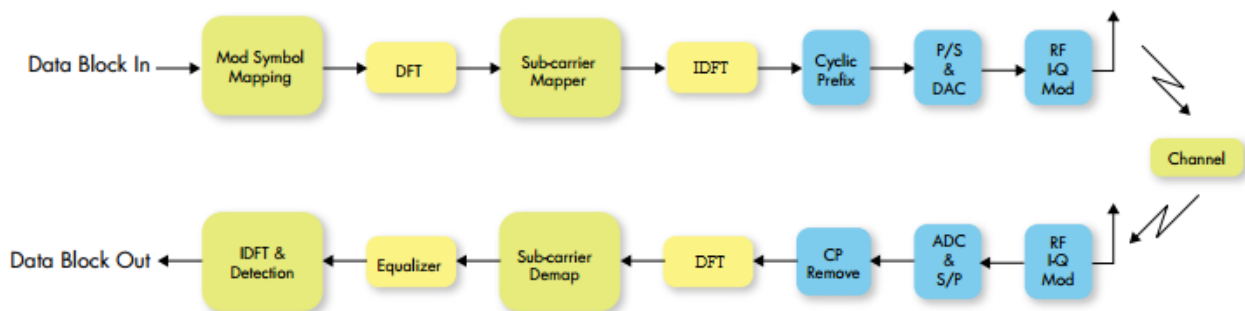 Data Block In
Mod Symbol
Mapping
DFT
Sub-carrier
Mapper
IDFT
Cyclic
Prefix
P/S
&
DAC
RF
I-Q
Mod
Channel
Data Block Out
IDFT &
Detection
Equalizer
Sub-carrier
Demap
DFT
CP
Remove
ADC
&
S/P
RF
I-Q
Mod